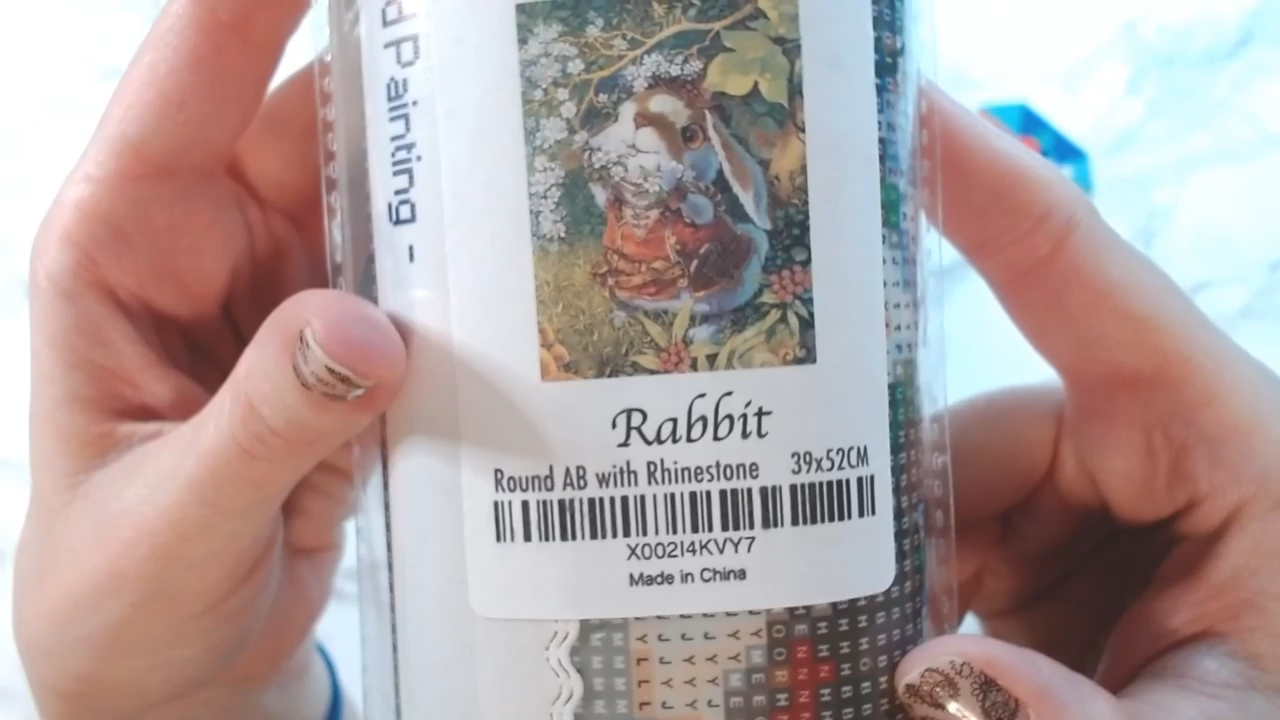 d Painting -
Rabbit
Round AB with Rhinestone 39x52CM
X002I4KVY7
Made in China